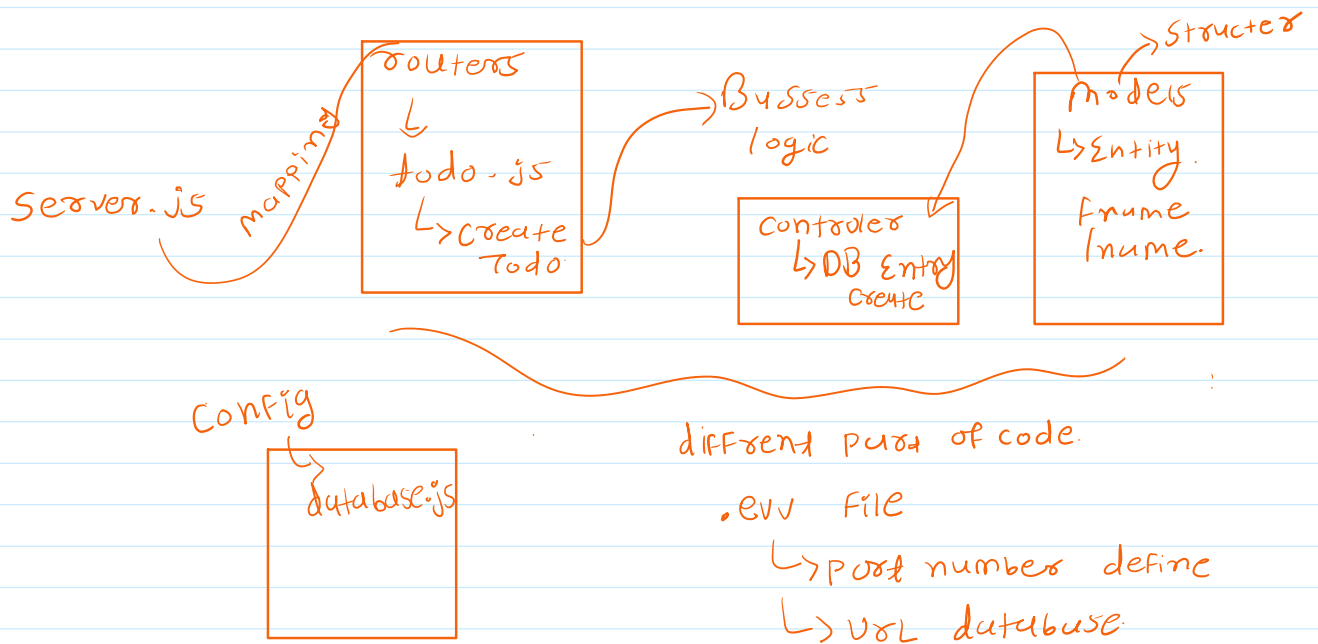 routers
todo.js
create
Todo
mapping
Server.js
Bussess
logic
Controler
DB Entry
create
Structer
models
Entity.
Fname
lname.
Config
database.js
diffrent part of code.
.evv File
port number define
URL database